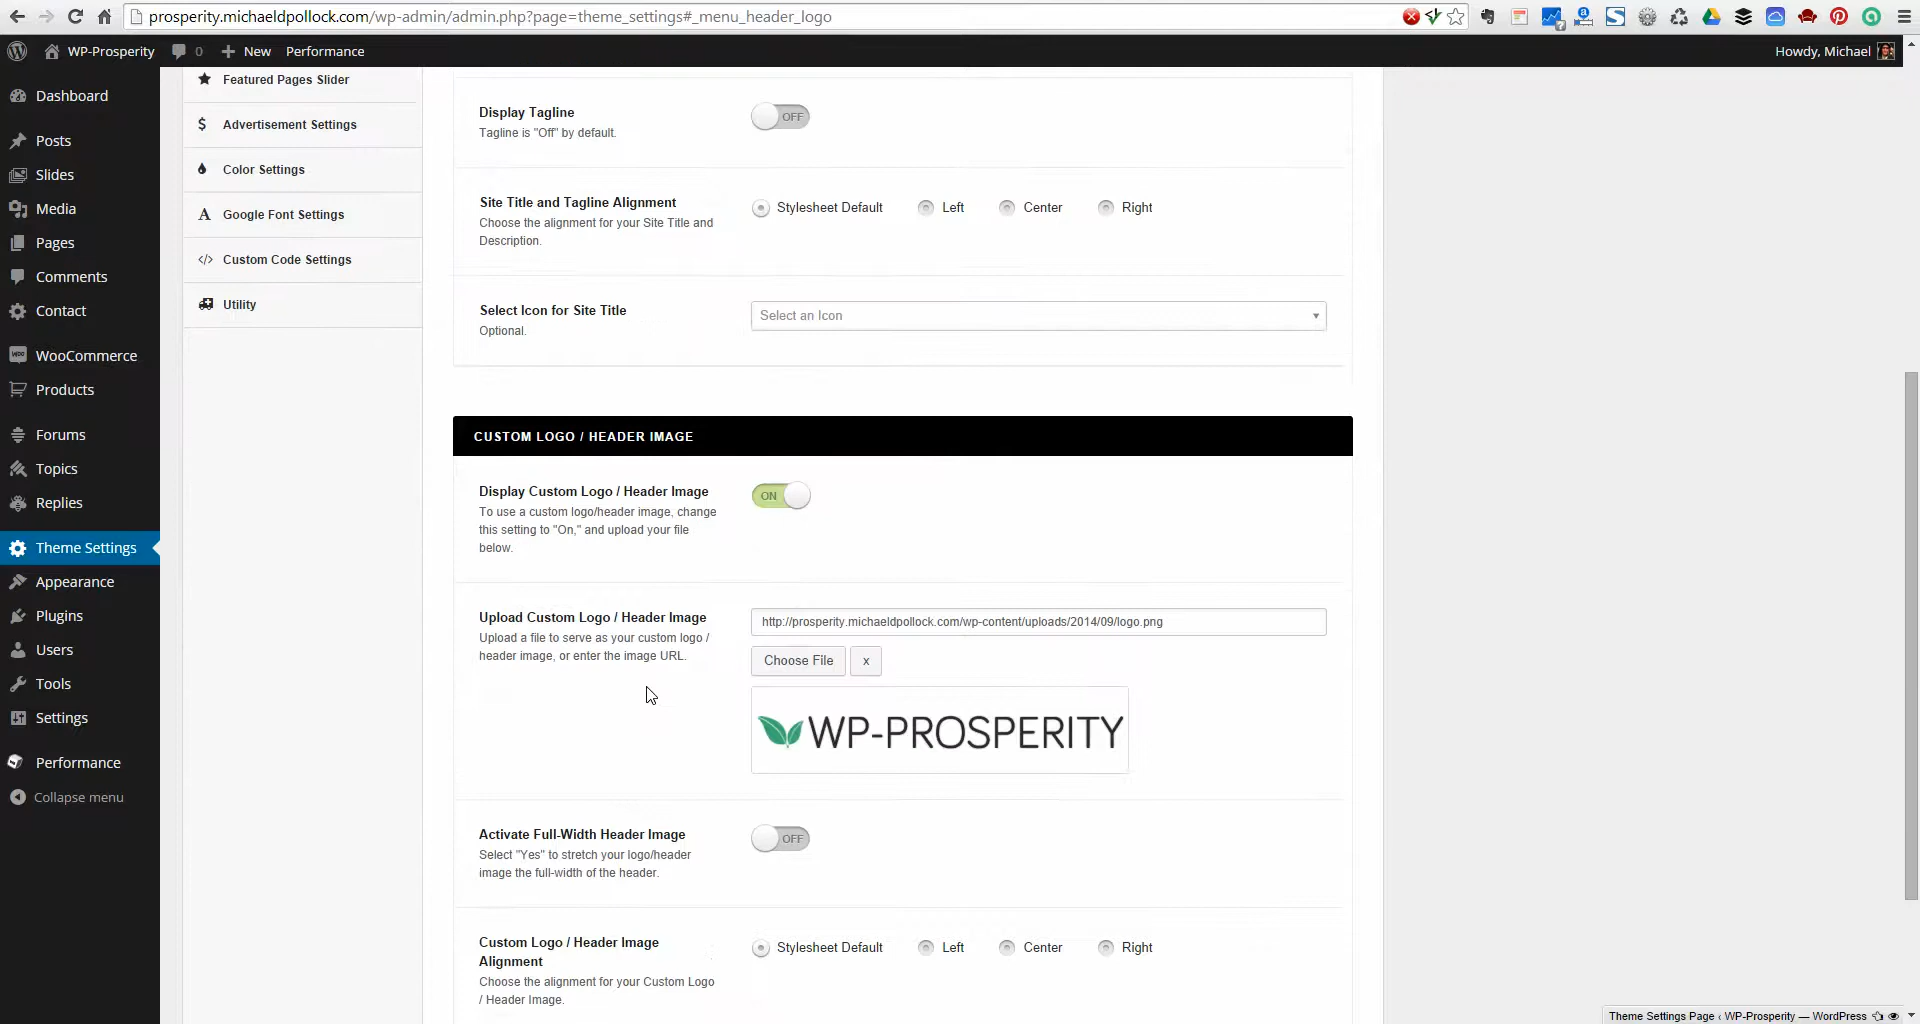 prosperity.michaeldpollock.com/wp-admin/admin.php?page=theme_settings#_menu_header_logo
WP-Prosperity
0
New
Performance
Howdy, Michael
Dashboard
Posts
Slides
Media
Pages
Comments
Contact
WooCommerce
Products
Forums
Topics
Replies
Theme Settings
Appearance
Plugins
Users
Tools
Settings
Performance
Collapse menu
Featured Pages Slider
Advertisement Settings
Color Settings
Google Font Settings
Custom Code Settings
Utility
Display Tagline
Tagline is "Off" by default.
OFF
Site Title and Tagline Alignment
Choose the alignment for your Site Title and
Description.
Stylesheet Default
Left
Center
Right
Select Icon for Site Title
Optional.
Select an Icon
CUSTOM LOGO / HEADER IMAGE
Display Custom Logo / Header Image
To use a custom logo/header image, change
this setting to "On," and upload your file
below.
ON
Upload Custom Logo / Header Image
Upload a file to serve as your custom logo /
header image, or enter the image URL.
http://prosperity.michaeldpollock.com/wp-content/uploads/2014/09/logo.png
Choose File
x
WP-PROSPERITY
Activate Full-Width Header Image
Select "Yes" to stretch your logo/header
image the full-width of the header.
OFF
Custom Logo / Header Image
Alignment
Choose the alignment for your Custom Logo
/ Header Image.
Stylesheet Default
Left
Center
Right
Theme Settings Page ‹ WP-Prosperity — WordPress